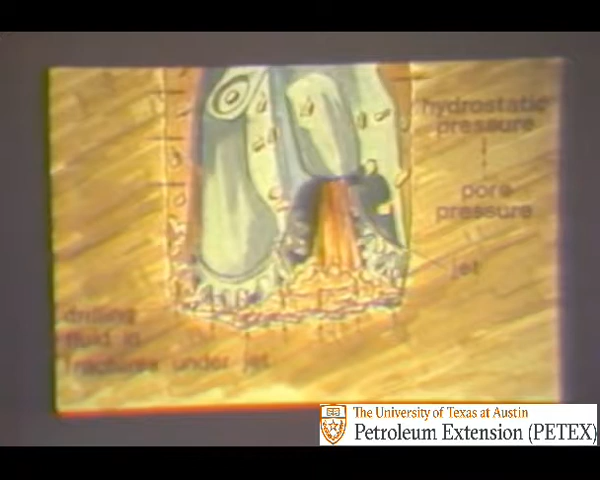 hydrostatic
pressure
pore
pressure
jet
drilling
fluid in
fractures under jet
The University of Texas at Austin
Petroleum Extension (PETEX)